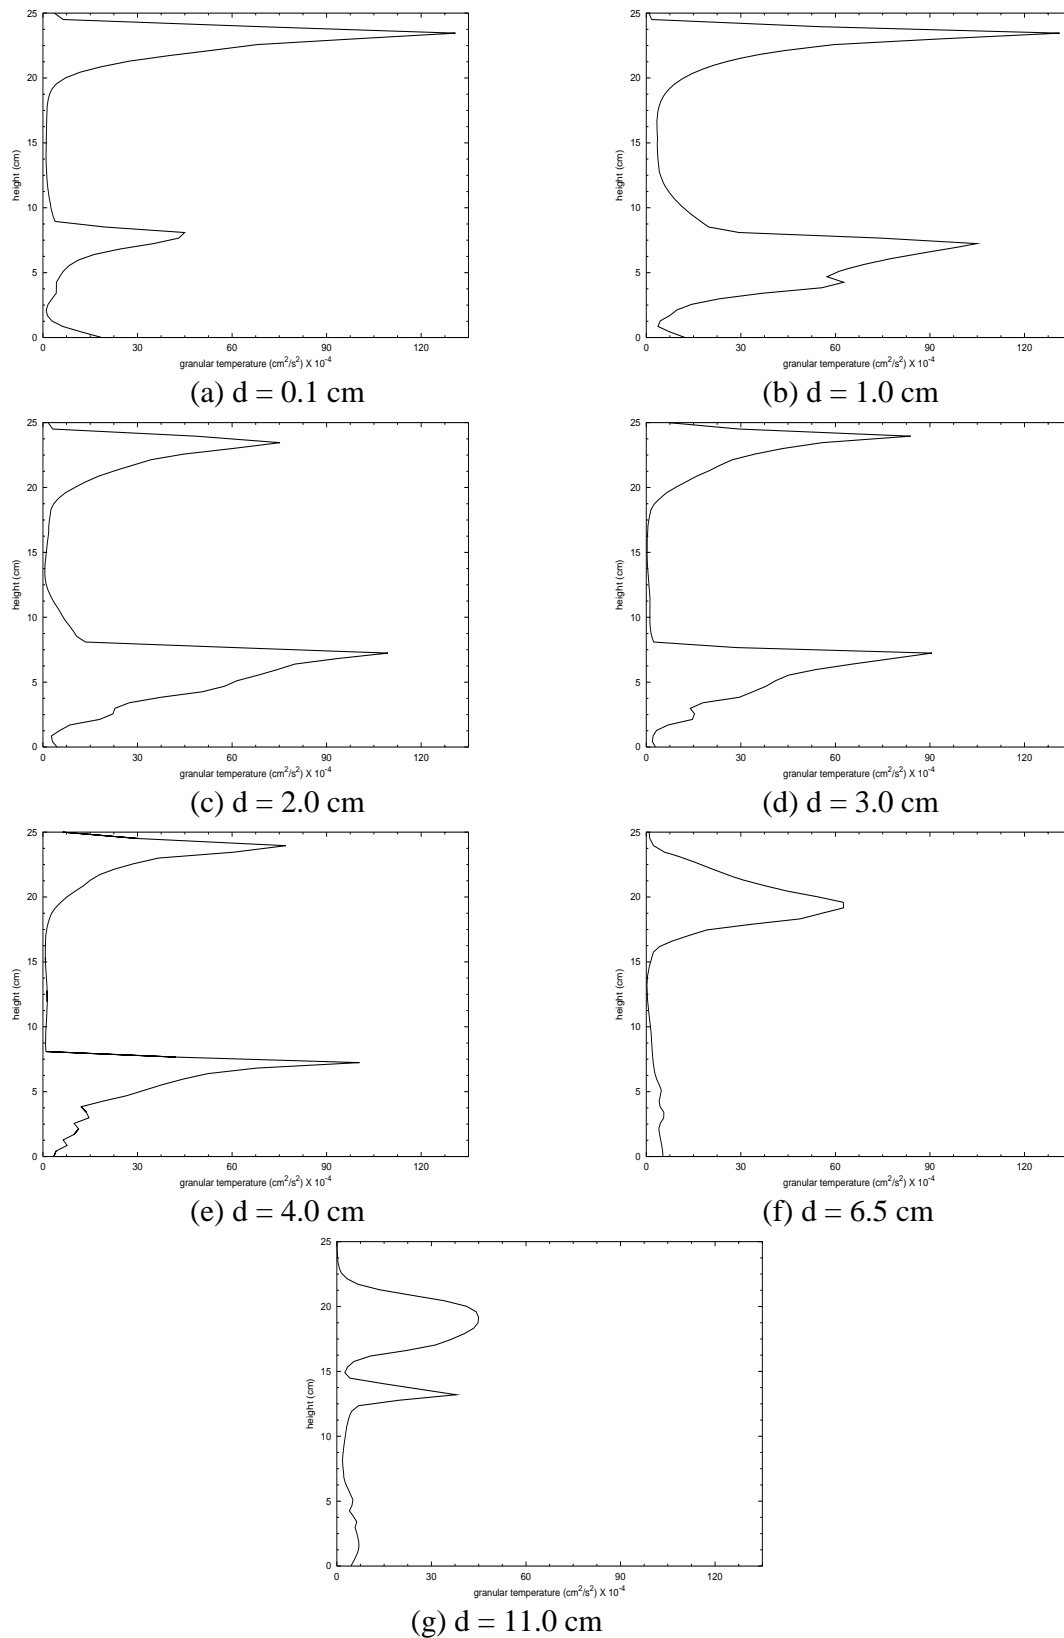 25
20
15
10
5
0
height (cm)
0 30 60 90 120
granular temperature (cm²/s²) X 10⁻⁴
(a) d = 0.1 cm
25
20
15
10
5
0
height (cm)
0 30 60 90 120
granular temperature (cm²/s²) X 10⁻⁴
(b) d = 1.0 cm
25
20
15
10
5
0
height (cm)
0 30 60 90 120
granular temperature (cm²/s²) X 10⁻⁴
(c) d = 2.0 cm
25
20
15
10
5
0
height (cm)
0 30 60 90 120
granular temperature (cm²/s²) X 10⁻⁴
(d) d = 3.0 cm
25
20
15
10
5
0
height (cm)
0 30 60 90 120
granular temperature (cm²/s²) X 10⁻⁴
(e) d = 4.0 cm
25
20
15
10
5
0
height (cm)
0 30 60 90 120
granular temperature (cm²/s²) X 10⁻⁴
(f) d = 6.5 cm
25
20
15
10
5
0
height (cm)
0 30 60 90 120
granular temperature (cm²/s²) X 10⁻⁴
(g) d = 11.0 cm